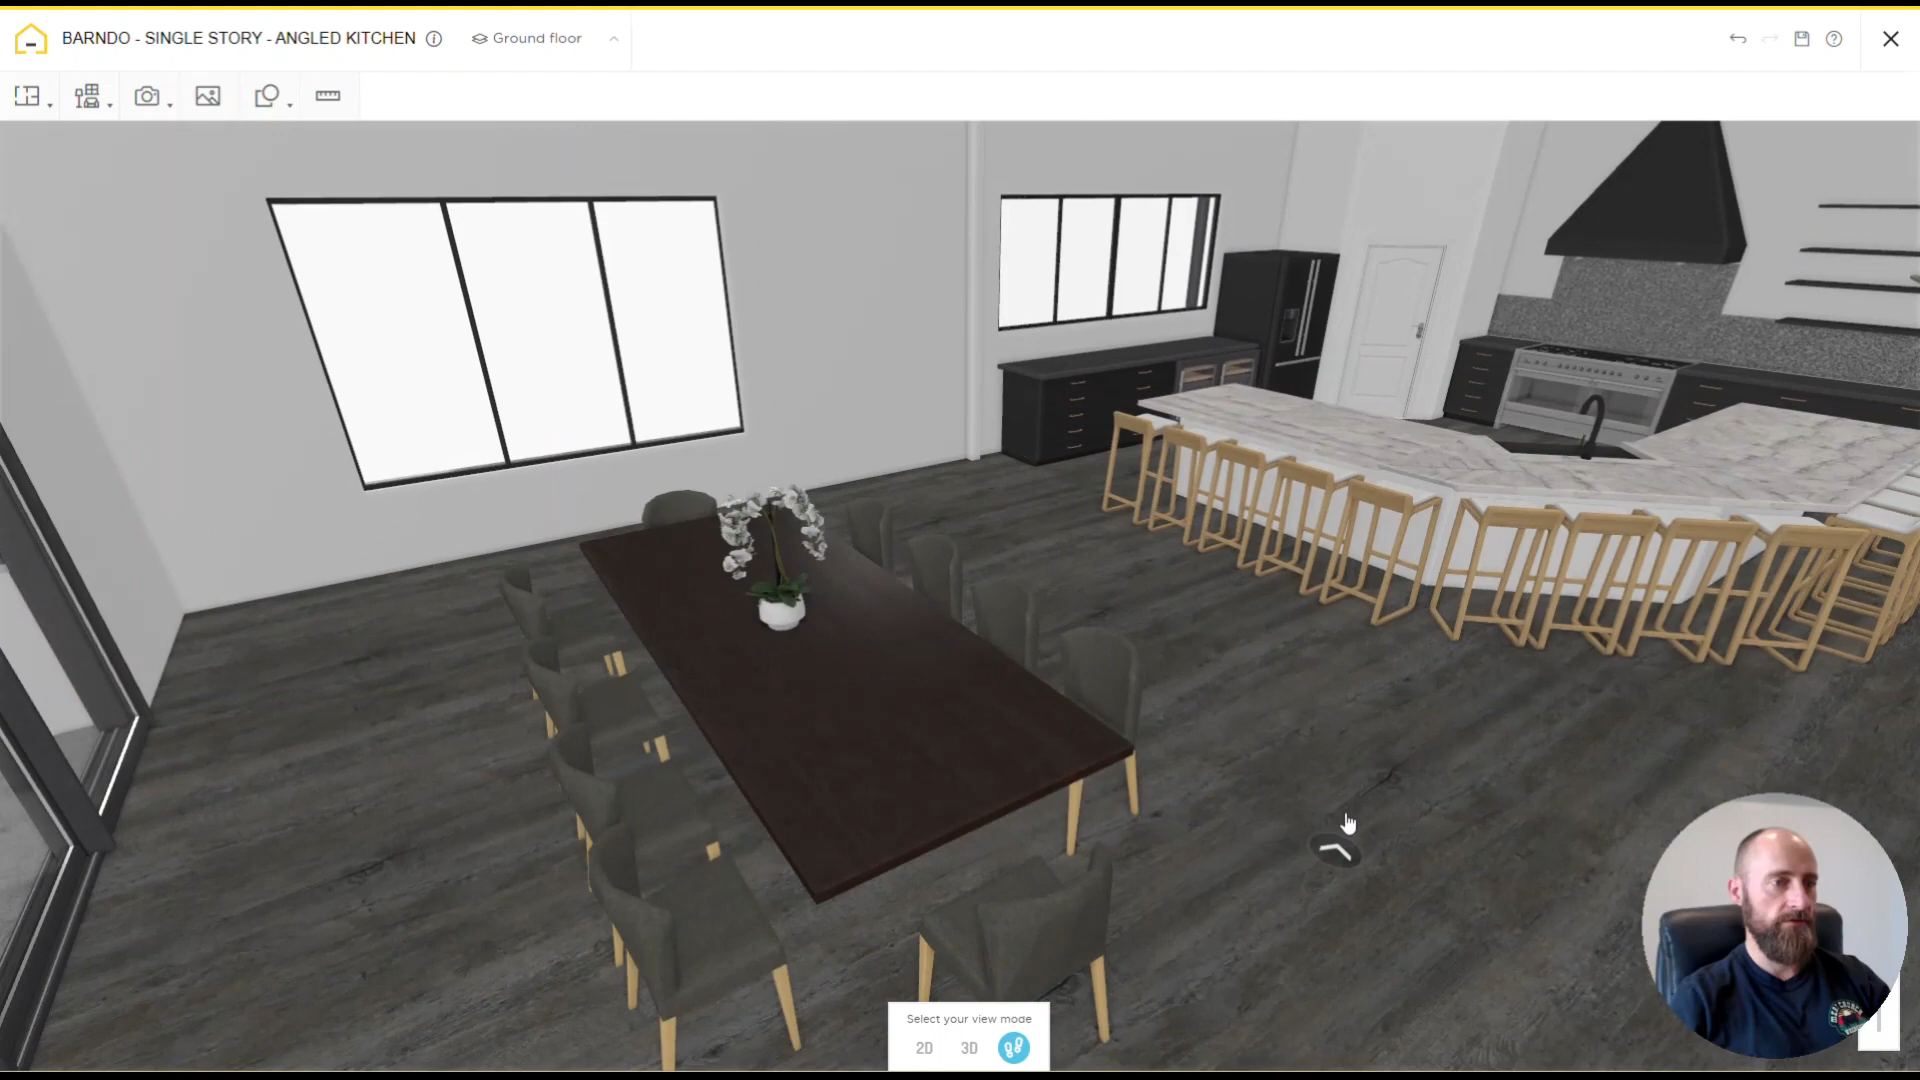 BARNDO - SINGLE STORY - ANGLED KITCHEN
Ground floor
Select your view mode
2D 3D